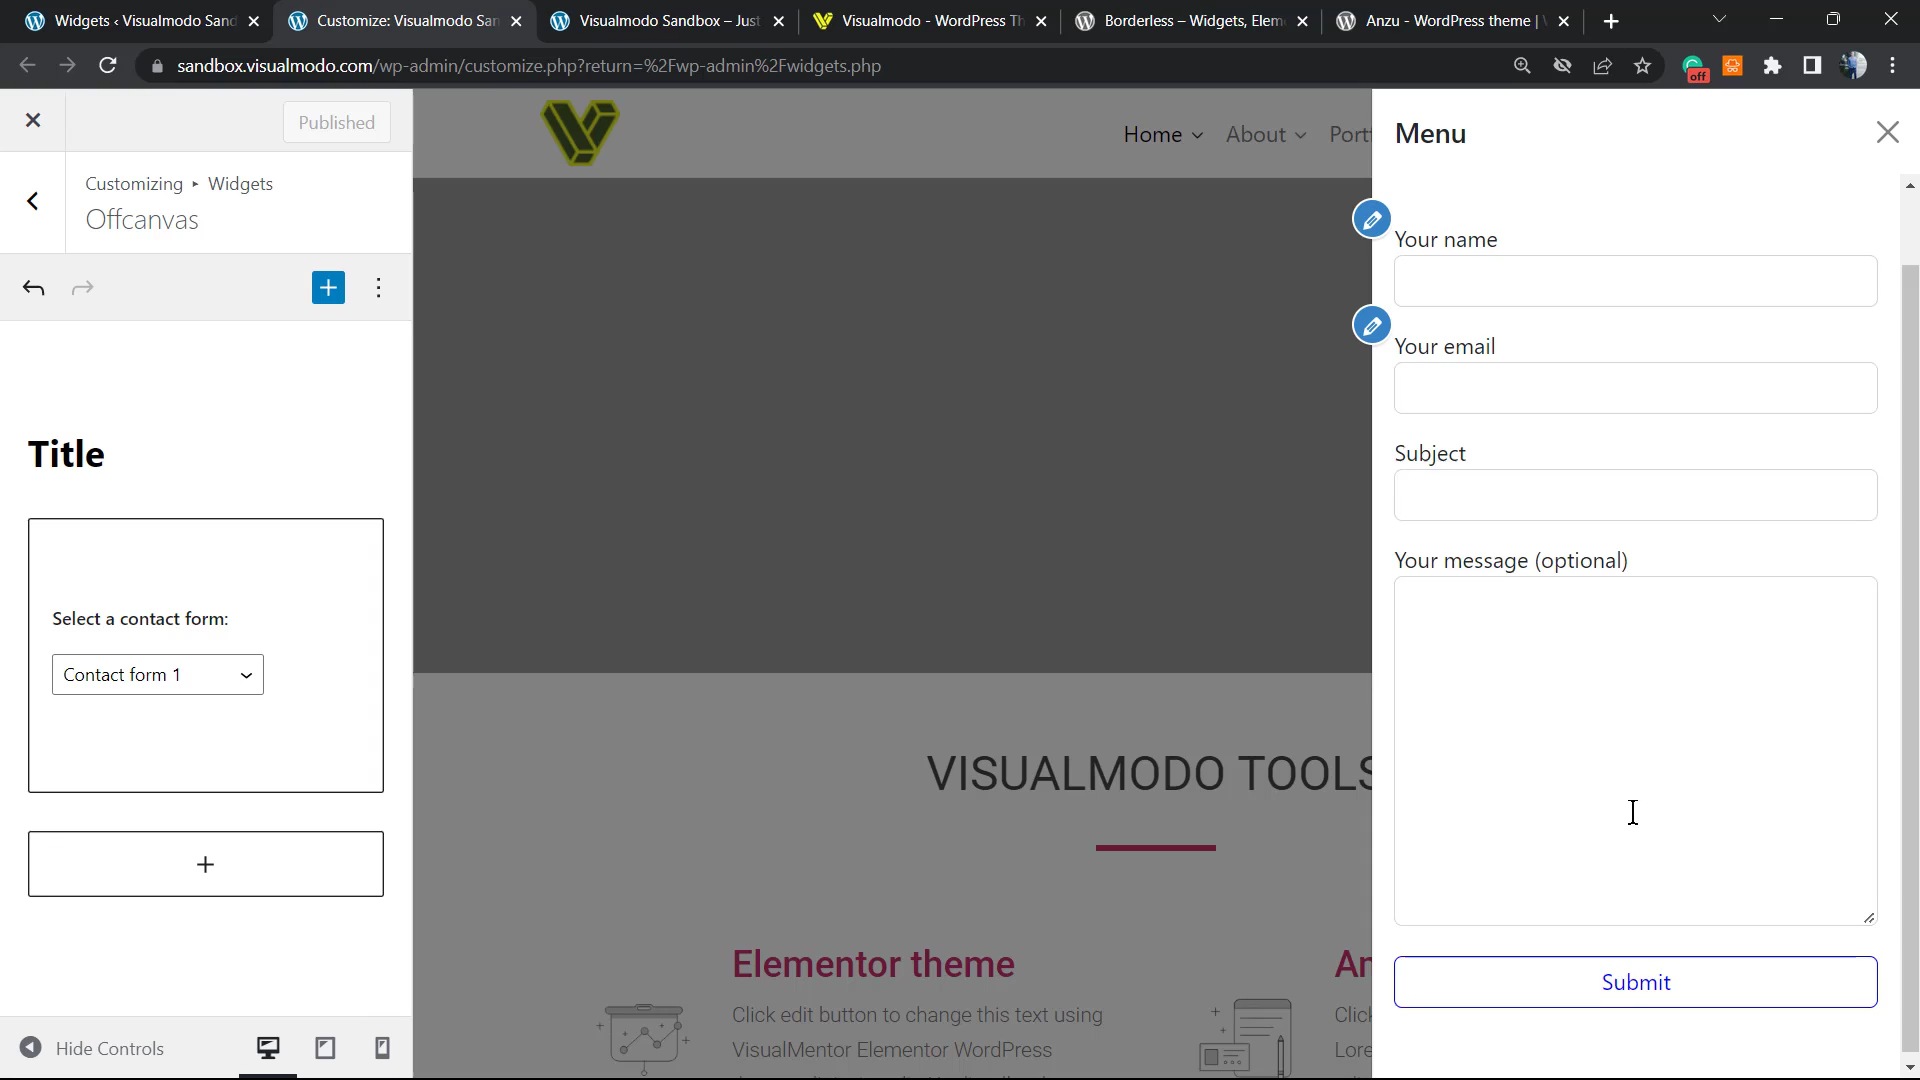 Widgets ‹ Visualmodo Sand
Customize: Visualmodo San
Visualmodo Sandbox – Just
Visualmodo - WordPress Th
Borderless – Widgets, Elem
Anzu - WordPress theme |
sandbox.visualmodo.com/wp-admin/customize.php?return=%2Fwp-admin%2Fwidgets.php
off
Published
Customizing ▸ Widgets
Offcanvas
Title
Select a contact form:
Contact form 1
Hide Controls
Home
About
Port
VISUALMODO TOOLS
Elementor theme
Click edit button to change this text using
VisualMentor Elementor WordPress
An
Click
Lore
Menu
Your name
Your email
Subject
Your message (optional)
Submit